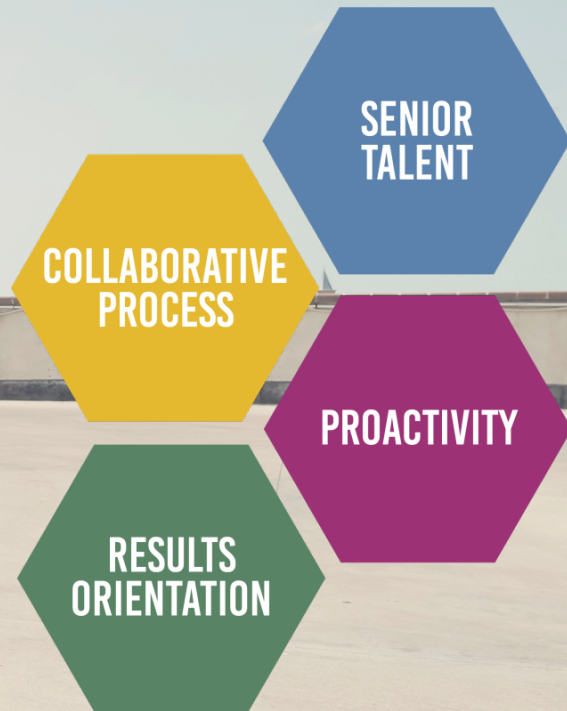 SENIOR
TALENT
COLLABORATIVE
PROCESS
PROACTIVITY
RESULTS
ORIENTATION